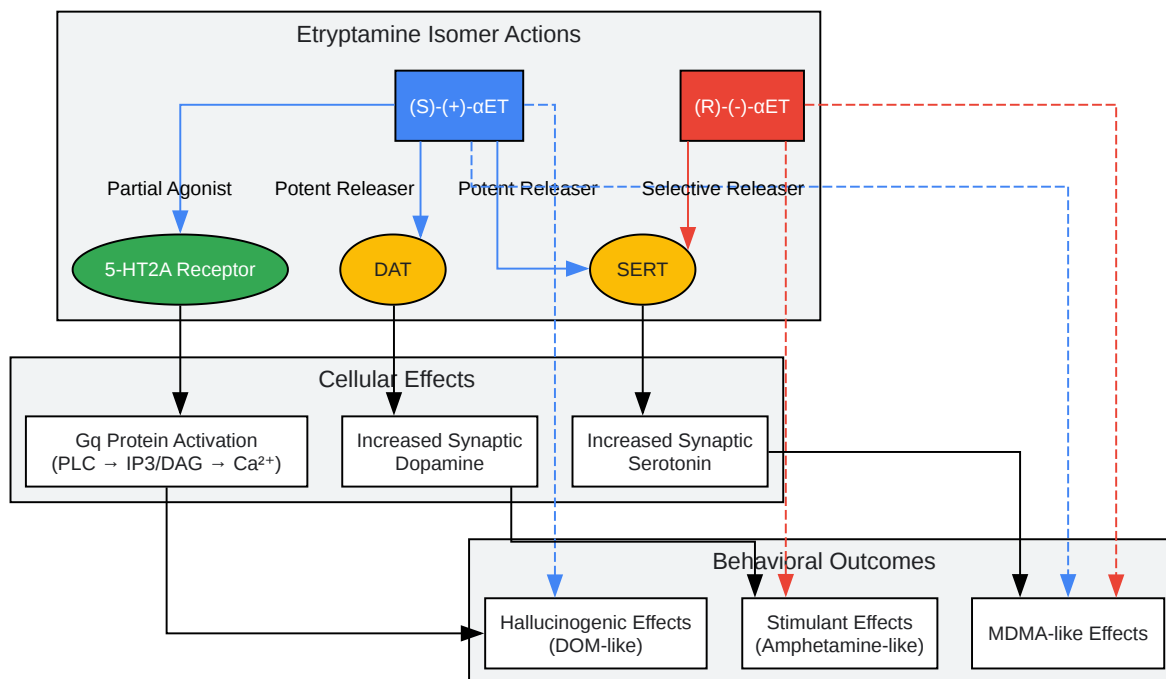 Etryptamine Isomer Actions
(S)-(+)-αET
(R)-(-)-αET
Partial Agonist
Potent Releaser
Potent Releaser
Selective Releaser
5-HT2A Receptor
DAT
SERT
Cellular Effects
Gq Protein Activation
(PLC → IP3/DAG → Ca²⁺)
Increased Synaptic
Dopamine
Increased Synaptic
Serotonin
Behavioral Outcomes
Hallucinogenic Effects
(DOM-like)
Stimulant Effects
(Amphetamine-like)
MDMA-like Effects